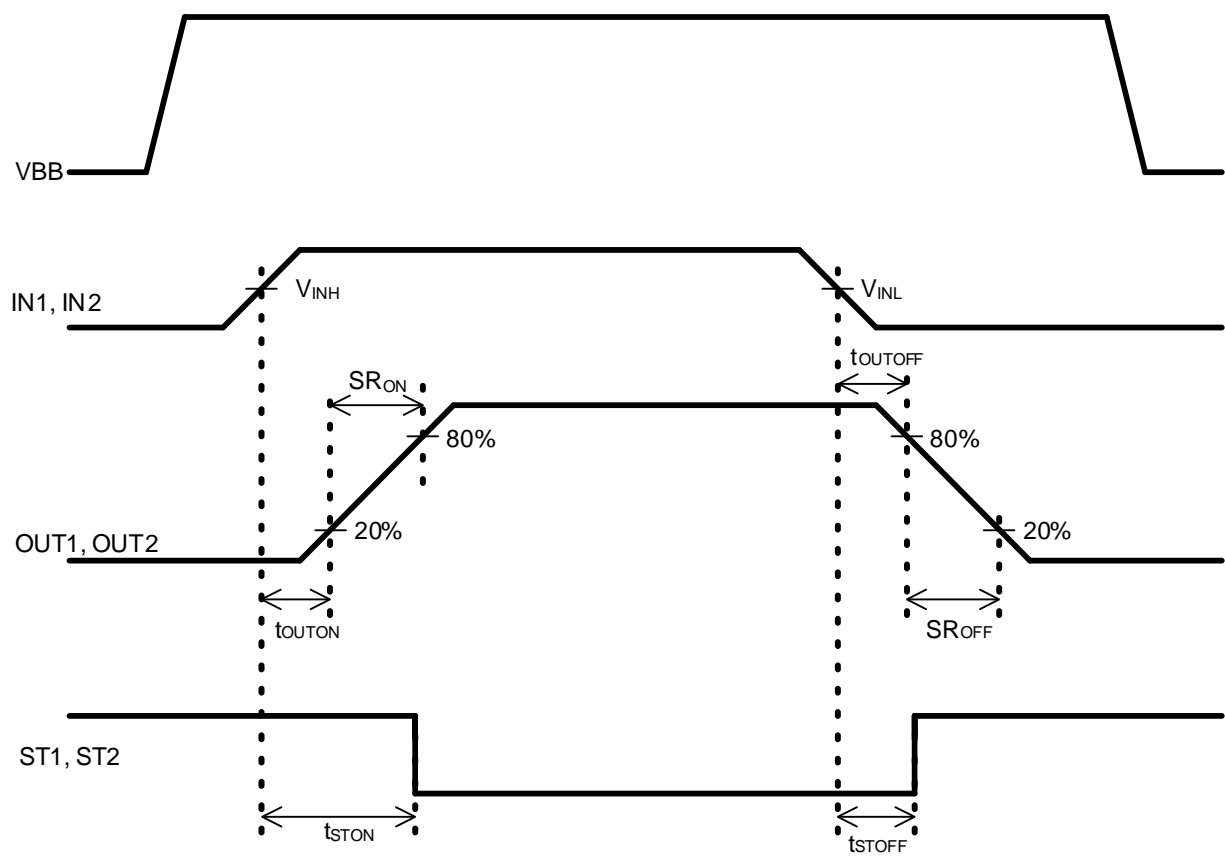 VBB
IN1, IN2
VINH
VINL
tOUTOFF
SRON
80%
80%
20%
20%
OUT1, OUT2
tOUTON
SROFF
ST1, ST2
tSTON
tSTOFF